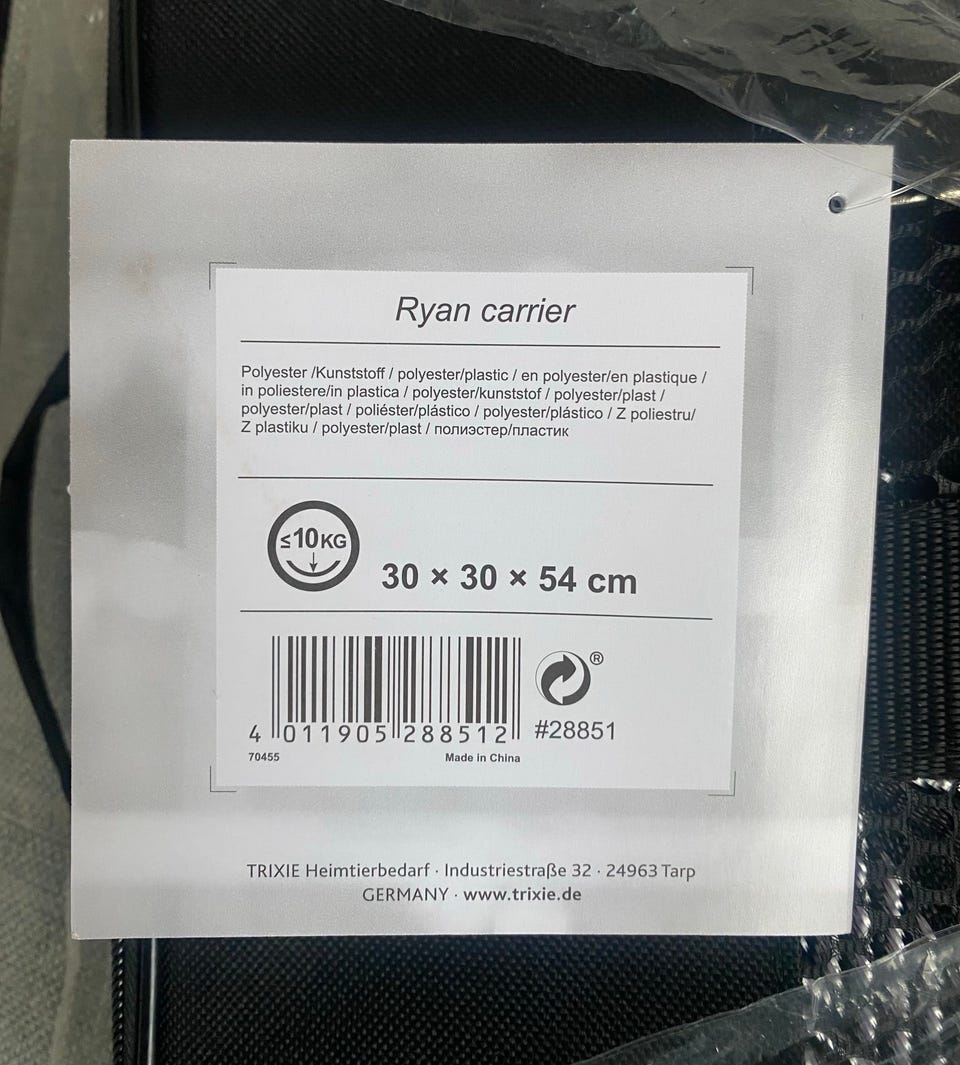 Ryan carrier
Polyester /Kunststoff / polyester/plastic / en polyester/en plastique /
in poliestere/in plastica / polyester/kunststof / polyester/plast /
polyester/plast / poliéster/plástico / polyester/plástico / Z poliestru/
Z plastiku / polyester/plast / полиэстер/пластик
≤10KG
30 × 30 × 54 cm
4 011905 288512
#28851
®
70455
Made in China
TRIXIE Heimtierbedarf · Industriestraße 32 · 24963 Tarp
GERMANY · www.trixie.de